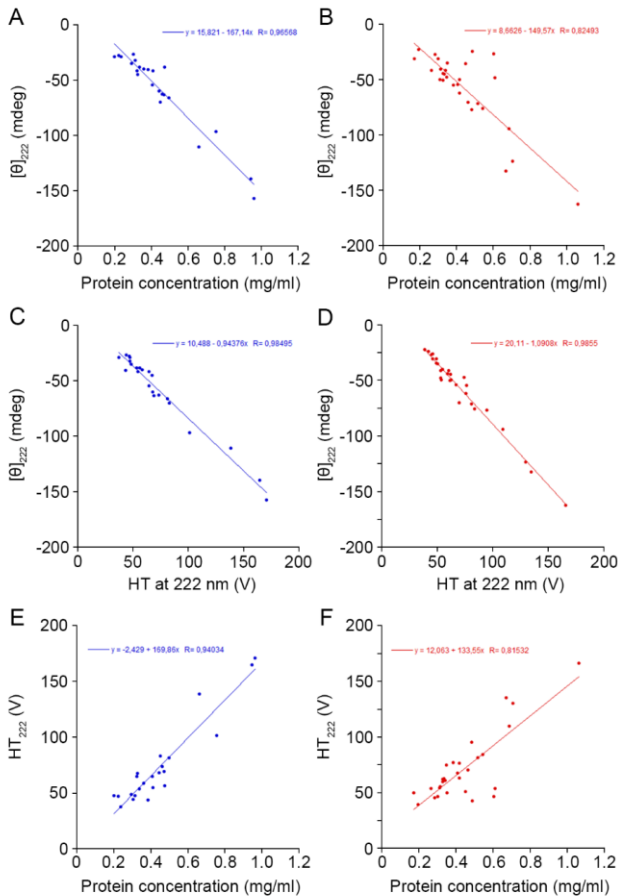 A
B
y = 15,821 - 167,14x R= 0,96568
y = 8,6626 - 149,57x R= 0,82493
0
-50
-100
-150
-200
[θ]222 (mdeg)
0
-50
-100
-150
-200
[θ]222 (mdeg)
0 0.2 0.4 0.6 0.8 1.0 1.2
Protein concentration (mg/ml)
0 0.2 0.4 0.6 0.8 1.0 1.2
Protein concentration (mg/ml)
C
D
y = 10,488 - 0,94376x R= 0,98495
y = 20,11 - 1,0908x R= 0,9855
0
-50
-100
-150
-200
[θ]222 (mdeg)
0
-50
-100
-150
-200
[θ]222 (mdeg)
0 50 100 150 200
HT at 222 nm (V)
0 50 100 150 200
HT at 222 nm (V)
E
F
y = -2,429 + 169,86x R= 0,94034
y = 12,063 + 133,55x R= 0,81532
200
150
100
50
0
HT222 (V)
200
150
100
50
0
HT222 (V)
0 0.2 0.4 0.6 0.8 1.0 1.2
Protein concentration (mg/ml)
0 0.2 0.4 0.6 0.8 1.0 1.2
Protein concentration (mg/ml)